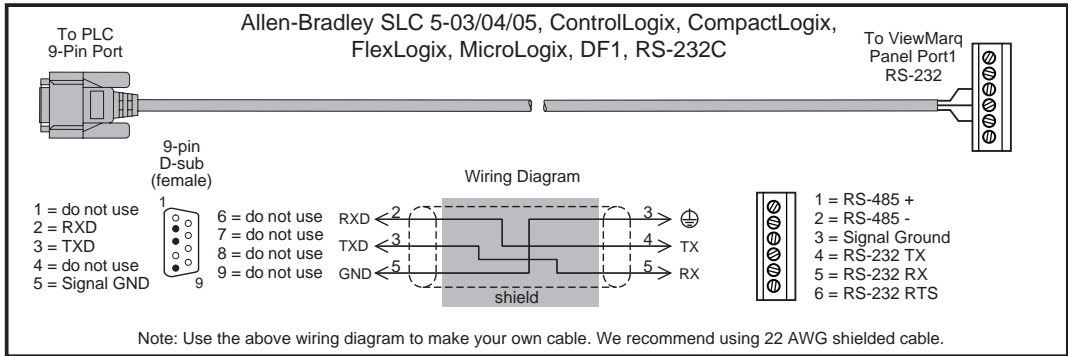 Allen-Bradley SLC 5-03/04/05, ControlLogix, CompactLogix,
FlexLogix, MicroLogix, DF1, RS-232C
To PLC
9-Pin Port
To ViewMarq
Panel Port1
RS-232
9-pin
D-sub
(female)
1
9
1 = do not use
2 = RXD
3 = TXD
4 = do not use
5 = Signal GND
6 = do not use
7 = do not use
8 = do not use
9 = do not use
Wiring Diagram
RXD 2 3
TXD 3 4 TX
GND 5 5 RX
shield
1 = RS-485 +
2 = RS-485 -
3 = Signal Ground
4 = RS-232 TX
5 = RS-232 RX
6 = RS-232 RTS
Note: Use the above wiring diagram to make your own cable. We recommend using 22 AWG shielded cable.